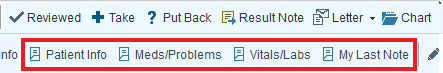 Reviewed Take Put Back Result Note Letter Chart
nfo Patient Info Meds/Problems Vitals/Labs My Last Note